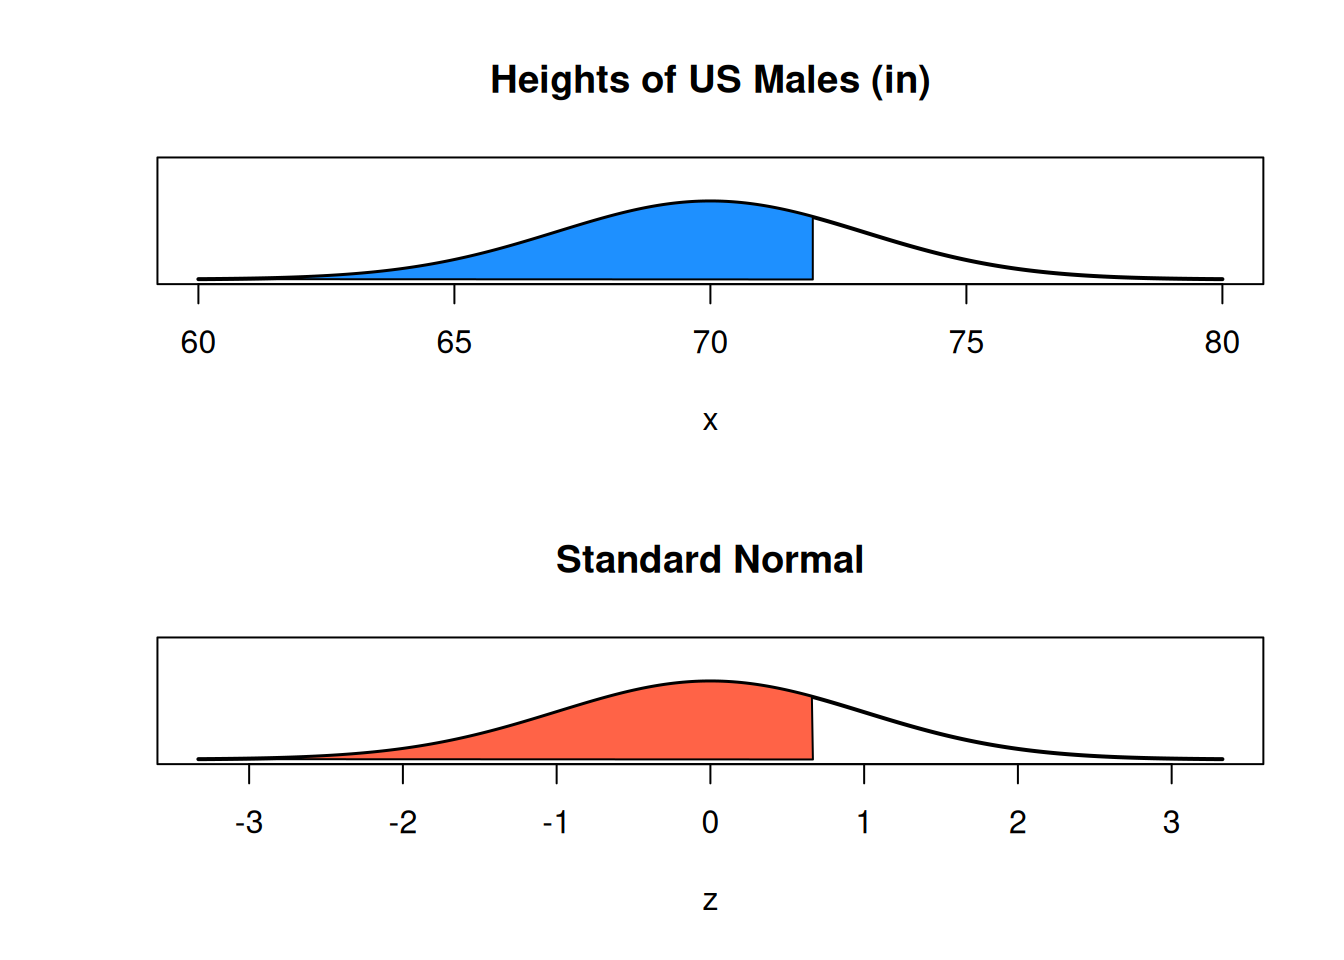 Heights of US Males (in)
60 65 70 75 80
x
Standard Normal
-3 -2 -1 0 1 2 3
z